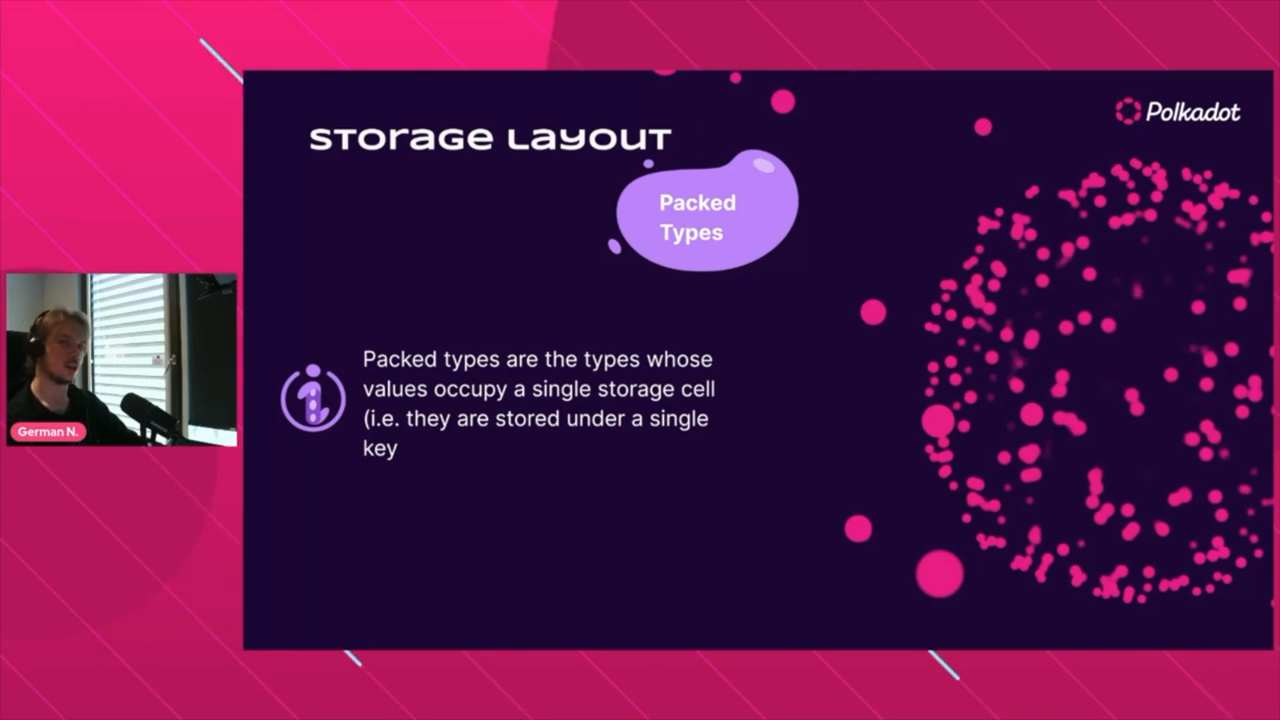 Storage Layout
Polkadot
Packed
Types
Packed types are the types whose
values occupy a single storage cell
(i.e. they are stored under a single
key
German N.